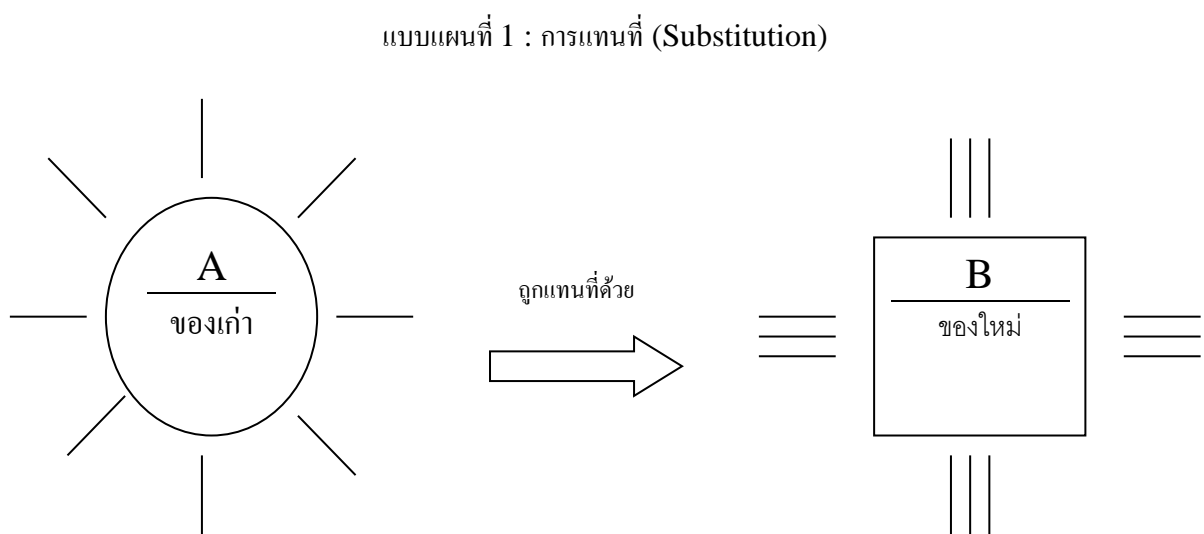 แบบแผนที่ 1 : การแทนที่ (Substitution)
A
ของเก่า
ถูกแทนที่ด้วย
B
ของใหม่